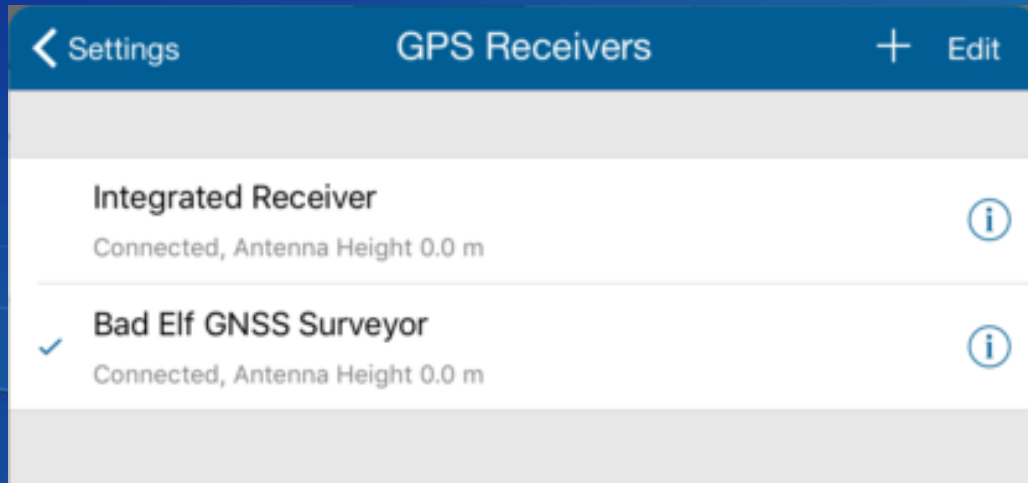 Settings GPS Receivers + Edit
Integrated Receiver
Connected, Antenna Height 0.0 m
Bad Elf GNSS Surveyor
Connected, Antenna Height 0.0 m